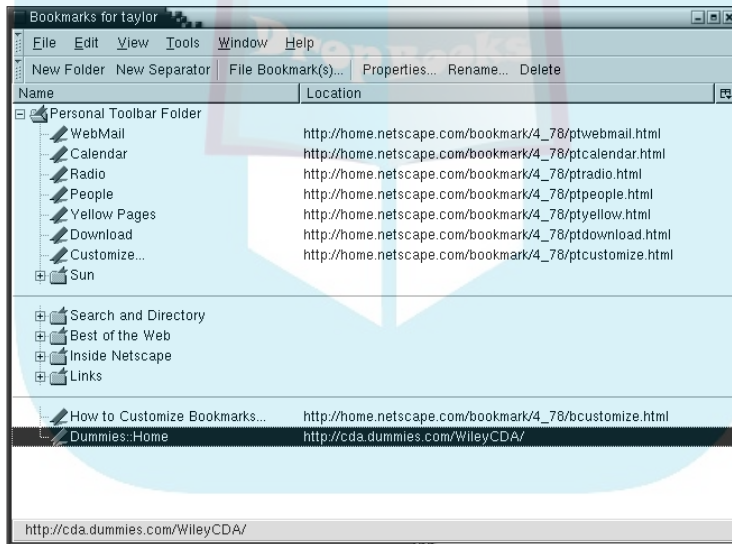 Bookmarks for taylor
File Edit View Tools Window Help
DropBooks
New Folder New Separator File Bookmark(s)... Properties... Rename... Delete
Name Location
Personal Toolbar Folder
WebMail http://home.netscape.com/bookmark/4_78/ptwebmail.html
Calendar http://home.netscape.com/bookmark/4_78/ptcalendar.html
Radio http://home.netscape.com/bookmark/4_78/ptradio.html
People http://home.netscape.com/bookmark/4_78/ptpeople.html
Yellow Pages http://home.netscape.com/bookmark/4_78/ptyellow.html
Download http://home.netscape.com/bookmark/4_78/ptdownload.html
Customize... http://home.netscape.com/bookmark/4_78/ptcustomize.html
Sun
Search and Directory
Best of the Web
Inside Netscape
Links
How to Customize Bookmarks... http://home.netscape.com/bookmark/4_78/bcustomize.html
Dummies::Home http://cda.dummies.com/WileyCDA/
http://cda.dummies.com/WileyCDA/